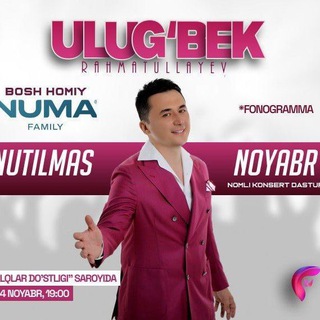 ULUG'BEK
RAHMATULLAYEV
BOSH HOMIY
NUMA
FAMILY
*FONOGRAMMA
NUTILMAS
NOYABR
NOMLI KONSERT DASTUR
LQLAR DO'STLIGI" SAROYIDA
4 NOYABR, 19:00